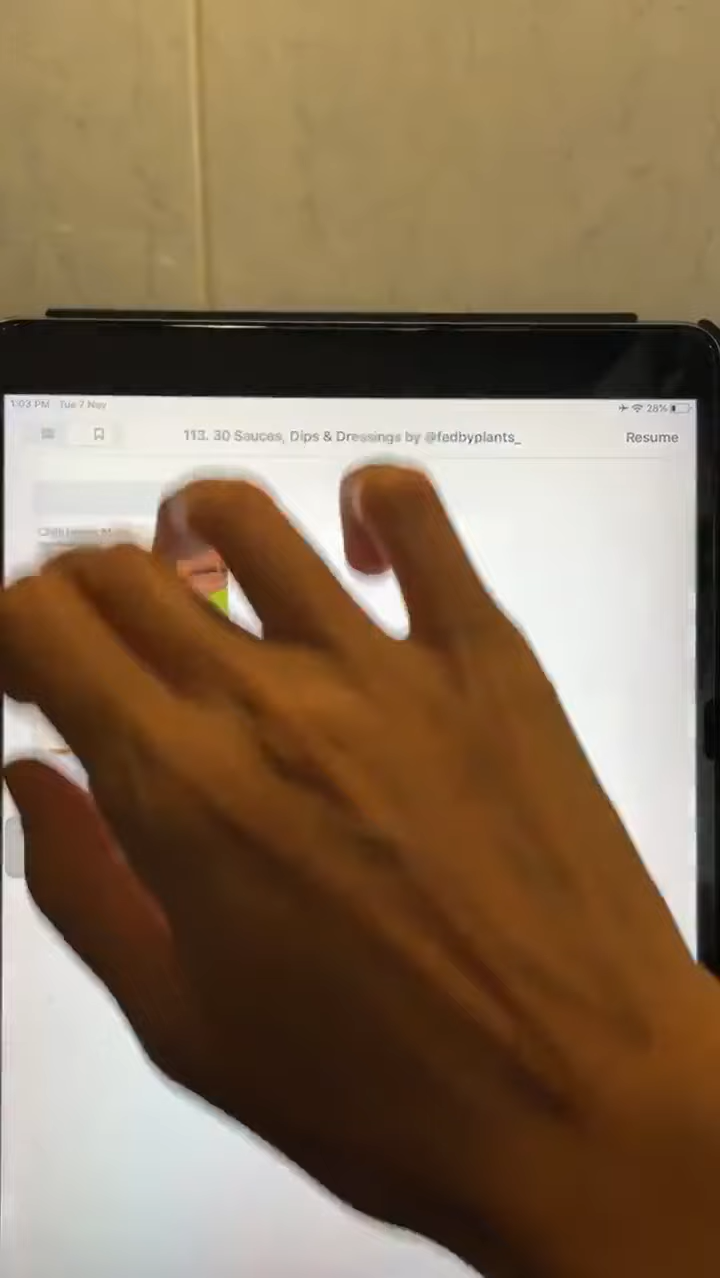 1:03 PM Tue 7 Nov
28%
113. 30 Sauces, Dips & Dressings by @fedbyplants_
Resume